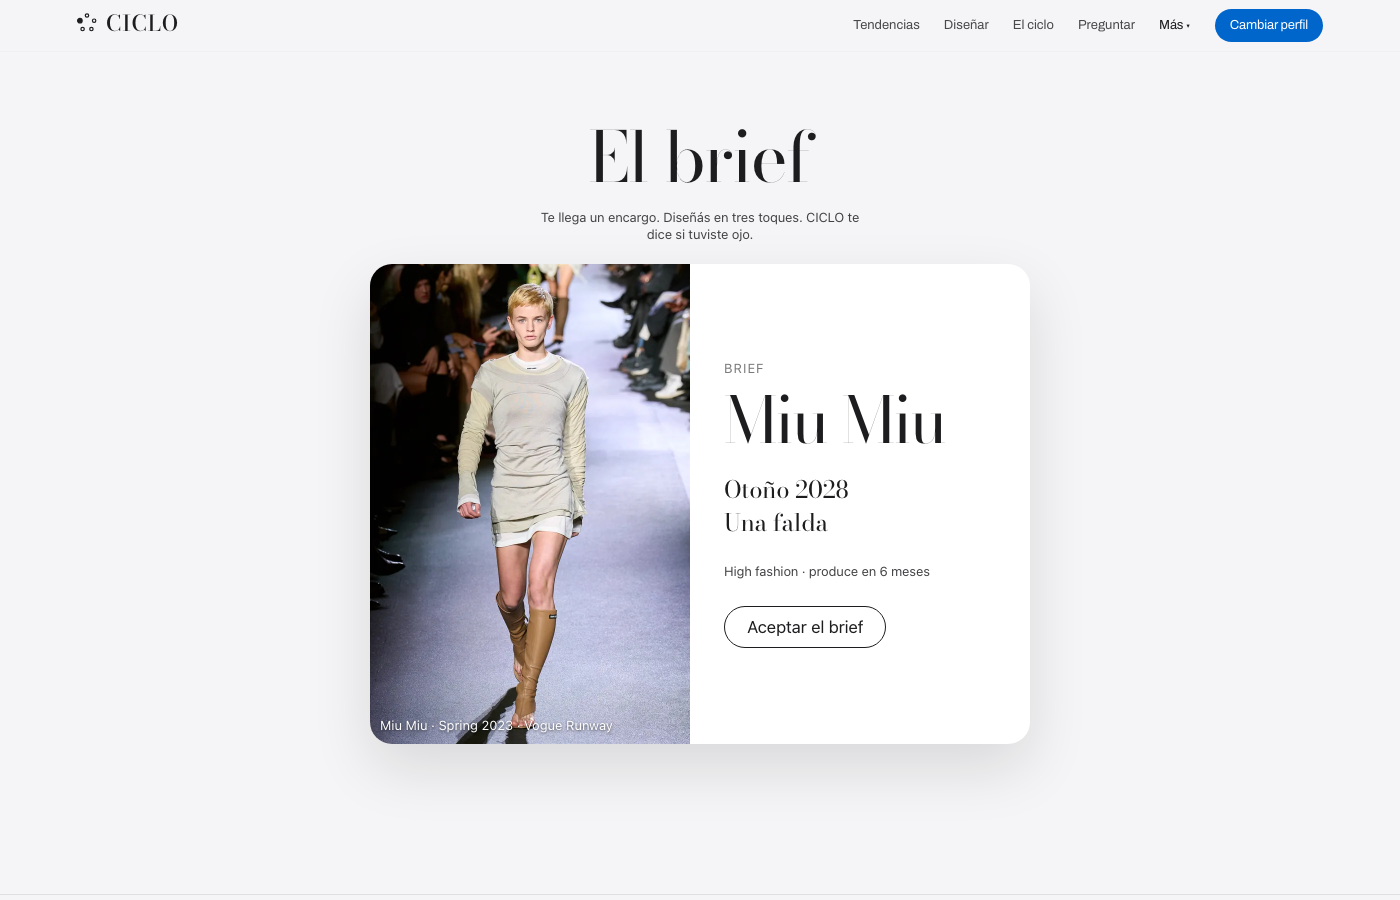 CICLO
Tendencias
Diseñar
El ciclo
Preguntar
Más
Cambiar perfil
El brief
Te llega un encargo. Diseñás en tres toques. CICLO te
dice si tuviste ojo.
BRIEF
Miu Miu
Otoño 2028
Una falda
High fashion · produce en 6 meses
Aceptar el brief
Miu Miu · Spring 2023 · Vogue Runway